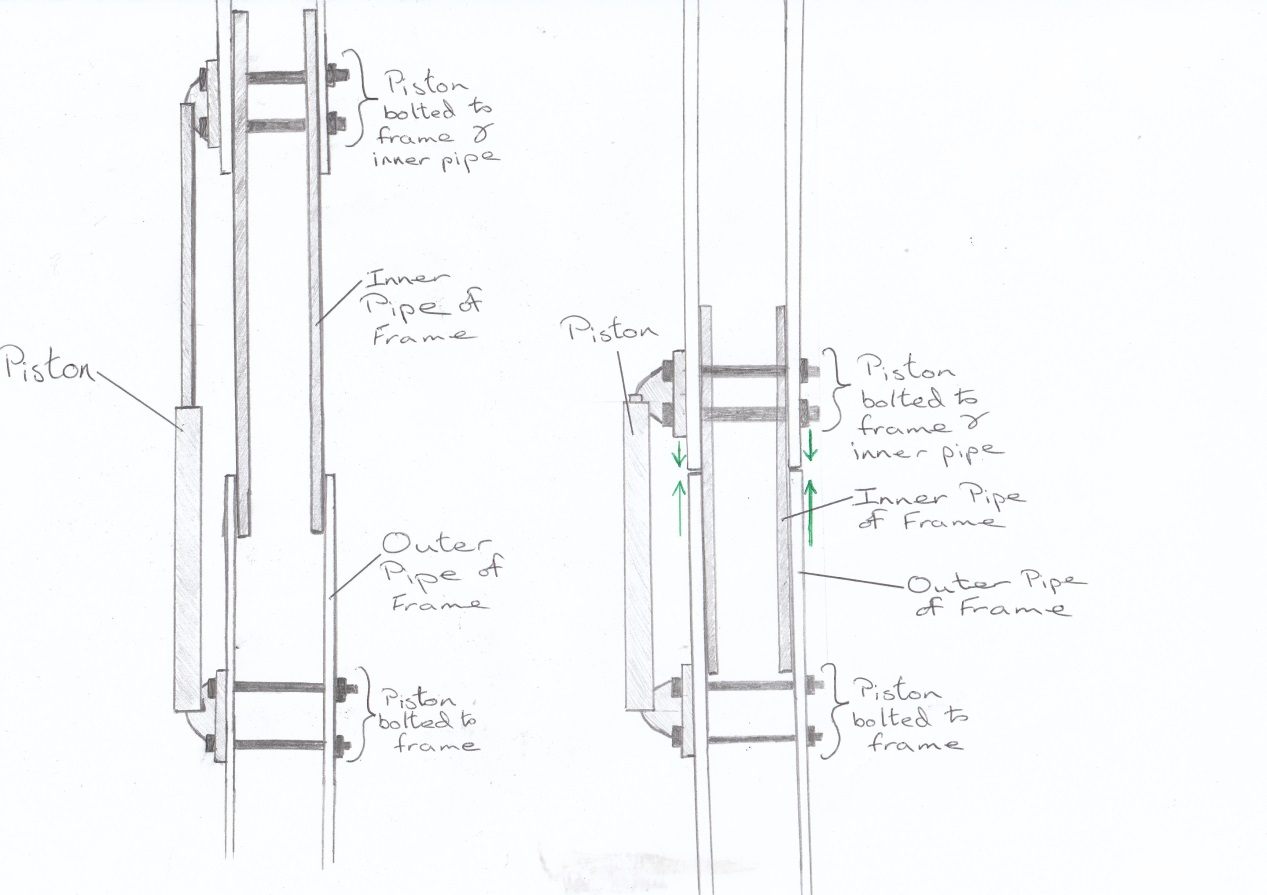 Piston
bolted to
frame &
inner pipe
Inner
Pipe of
Frame
Piston
Outer
Pipe of
Frame
Piston
bolted to
frame
Piston
Piston
bolted to
frame &
inner pipe
Inner Pipe
of Frame
Outer Pipe
of Frame
Piston
bolted to
frame